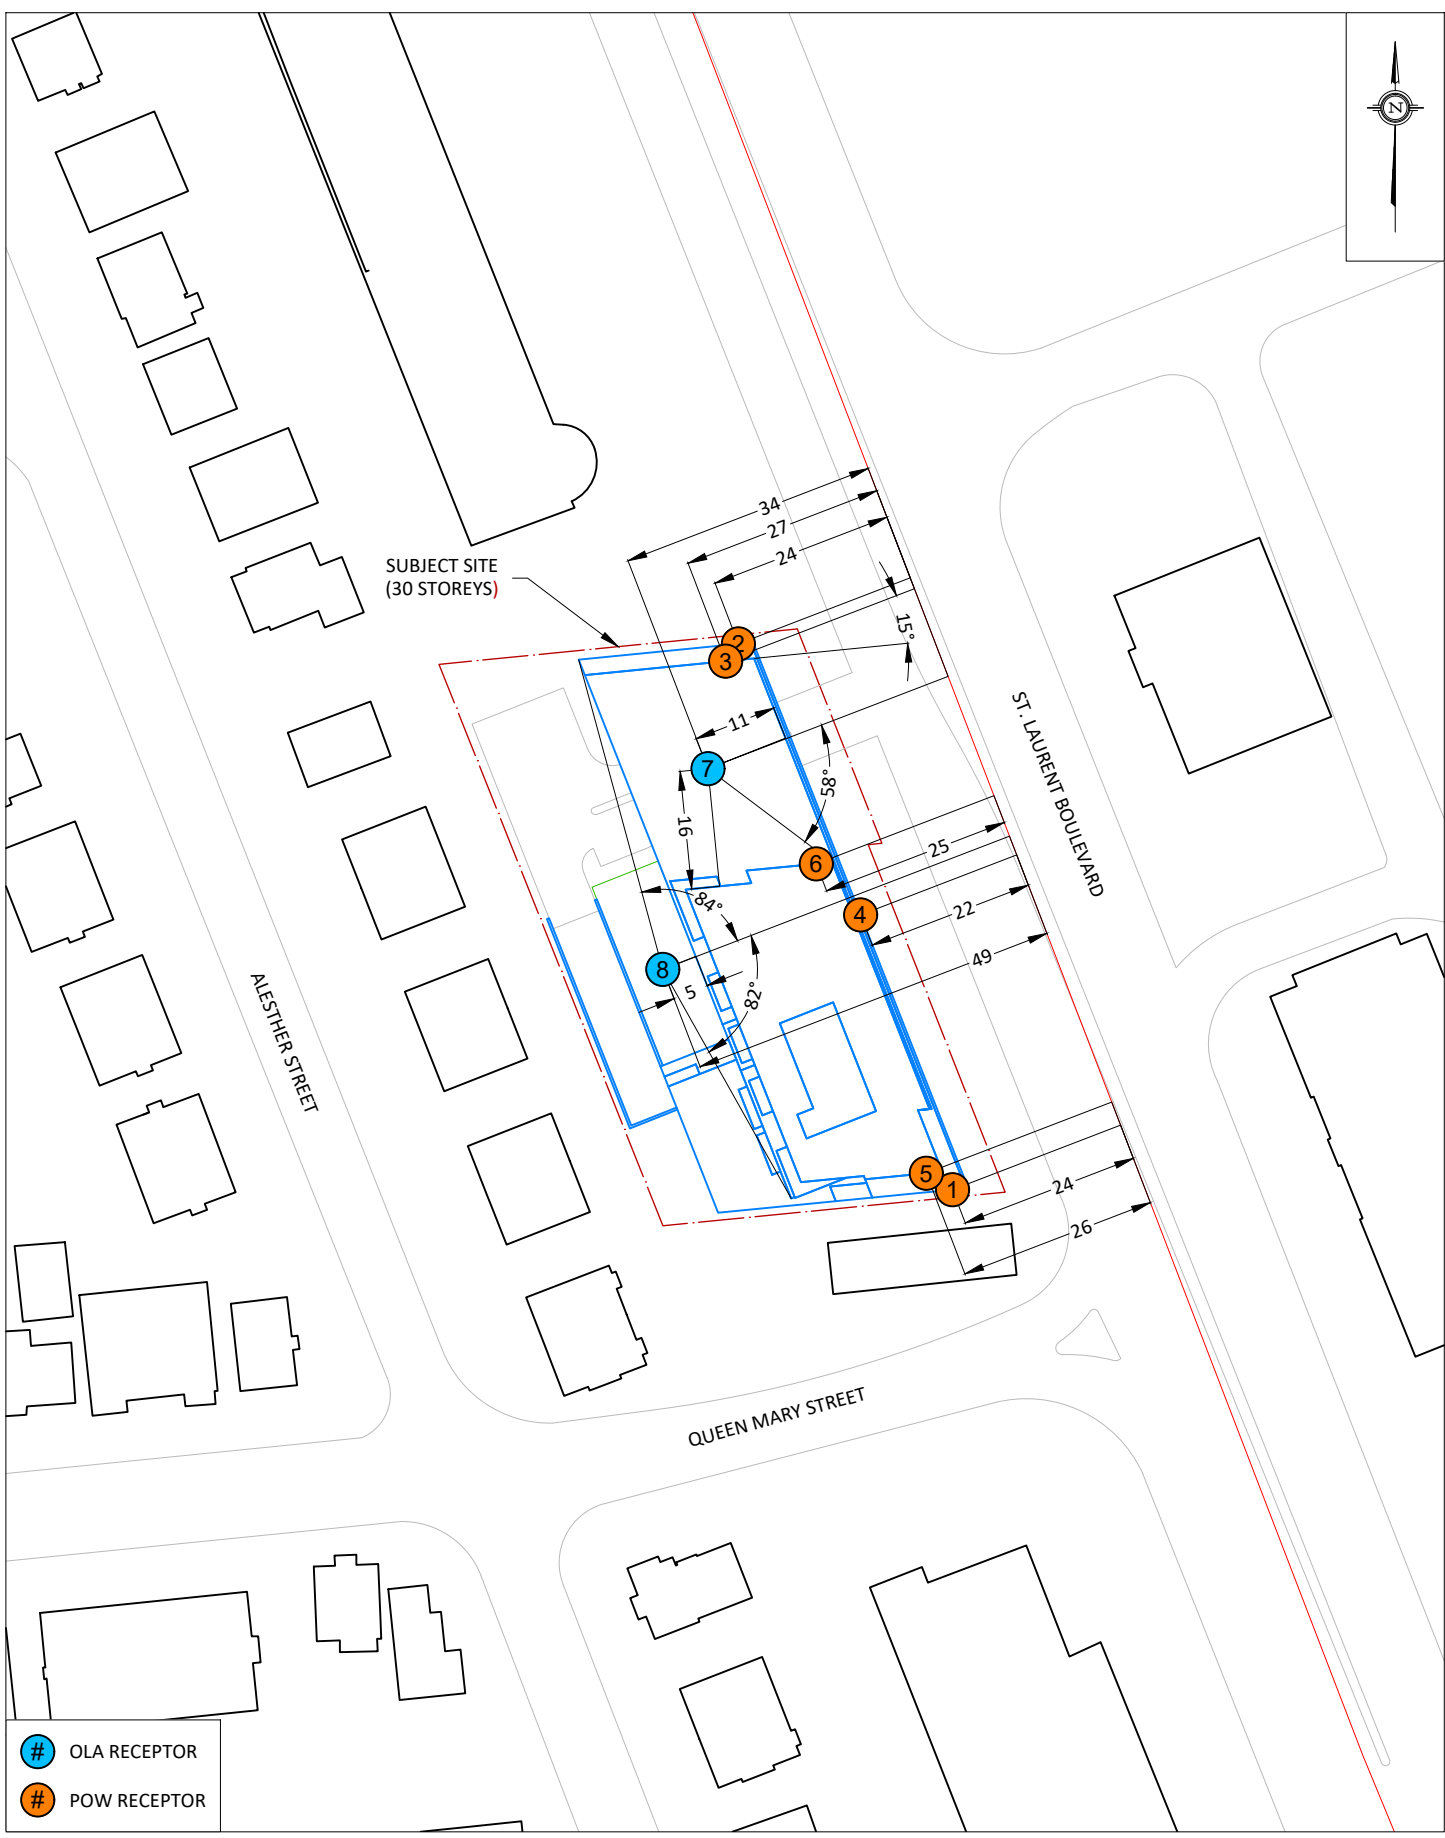 N
34
27
24
SUBJECT SITE
(30 STOREYS)
15°
2
3
11
ST. LAURENT BOULEVARD
7
58°
16
25
6
84°
22
4
49
8
5
82°
ALESTHER STREET
5
1
24
26
QUEEN MARY STREET
# OLA RECEPTOR
# POW RECEPTOR